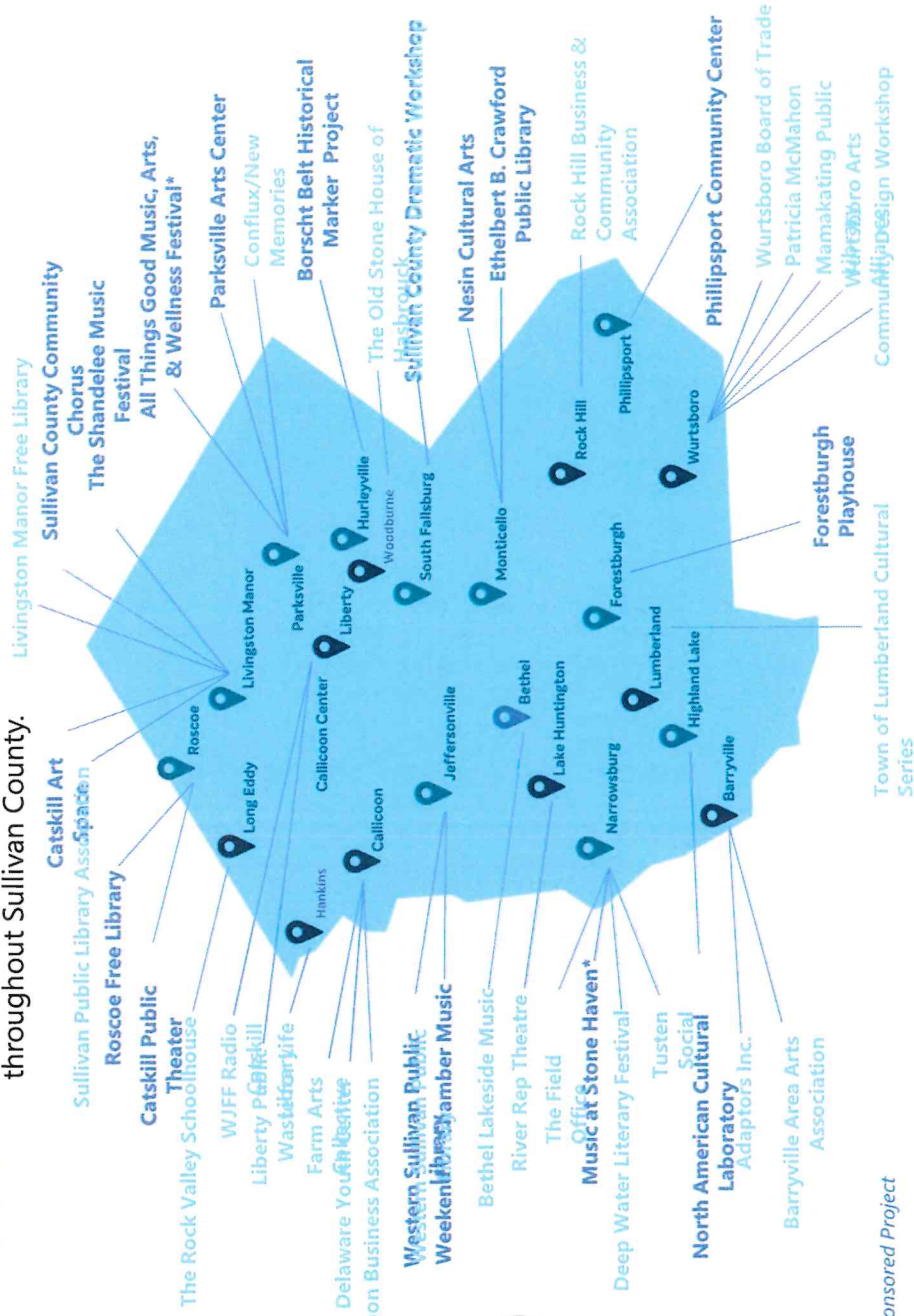 throughout Sullivan County.
Livingston Manor Free Library
Catskill Art
Space
Sullivan Public Library Association
Roscoe Free Library
Catskill Public
Theater
The Rock Valley Schoolhouse
WJFF Radio
Catskill
Liberty Public
Library
Farm Arts
Delaware Youth Center
on Business Association
Western Sullivan Public
Library
Weekend Chamber Music
Bethel Lakeside Music
River Rep Theatre
The Field
Office
Music at Stone Haven*
Deep Water Literary Festival
Tusten
Social
North American Cultural
Laboratory
Adaptors Inc.
Barryville Area Arts
Association
Sullivan County Community
Chorus
The Shandelee Music
Festival
All Things Good Music, Arts,
& Wellness Festival*
Parksville Arts Center
Conflux/New
Memories
Borscht Belt Historical
Marker Project
The Old Stone House of
Hasbrouck
Sullivan County Dramatic Workshop
Nesin Cultural Arts
Ethelbert B. Crawford
Public Library
Rock Hill Business &
Community
Association
Phillipsport Community Center
Wurtsboro Board of Trade
Patricia McMahon
Mamakating Public
Library
Wurtsboro Arts
Alliance
Community Design Workshop
Forestburgh
Playhouse
Town of Lumberland Cultural
Series
Roscoe
Livingston Manor
Long Eddy
Parksville
Hankins
Callicoon Center
Liberty
Hurleyville
Woodburne
Callicoon
South Fallsburg
Jeffersonville
Monticello
Bethel
Lake Huntington
Rock Hill
Phillipsport
Narrowsburg
Forestburgh
Lumberland
Highland Lake
Wurtsboro
Barryville
onsored Project